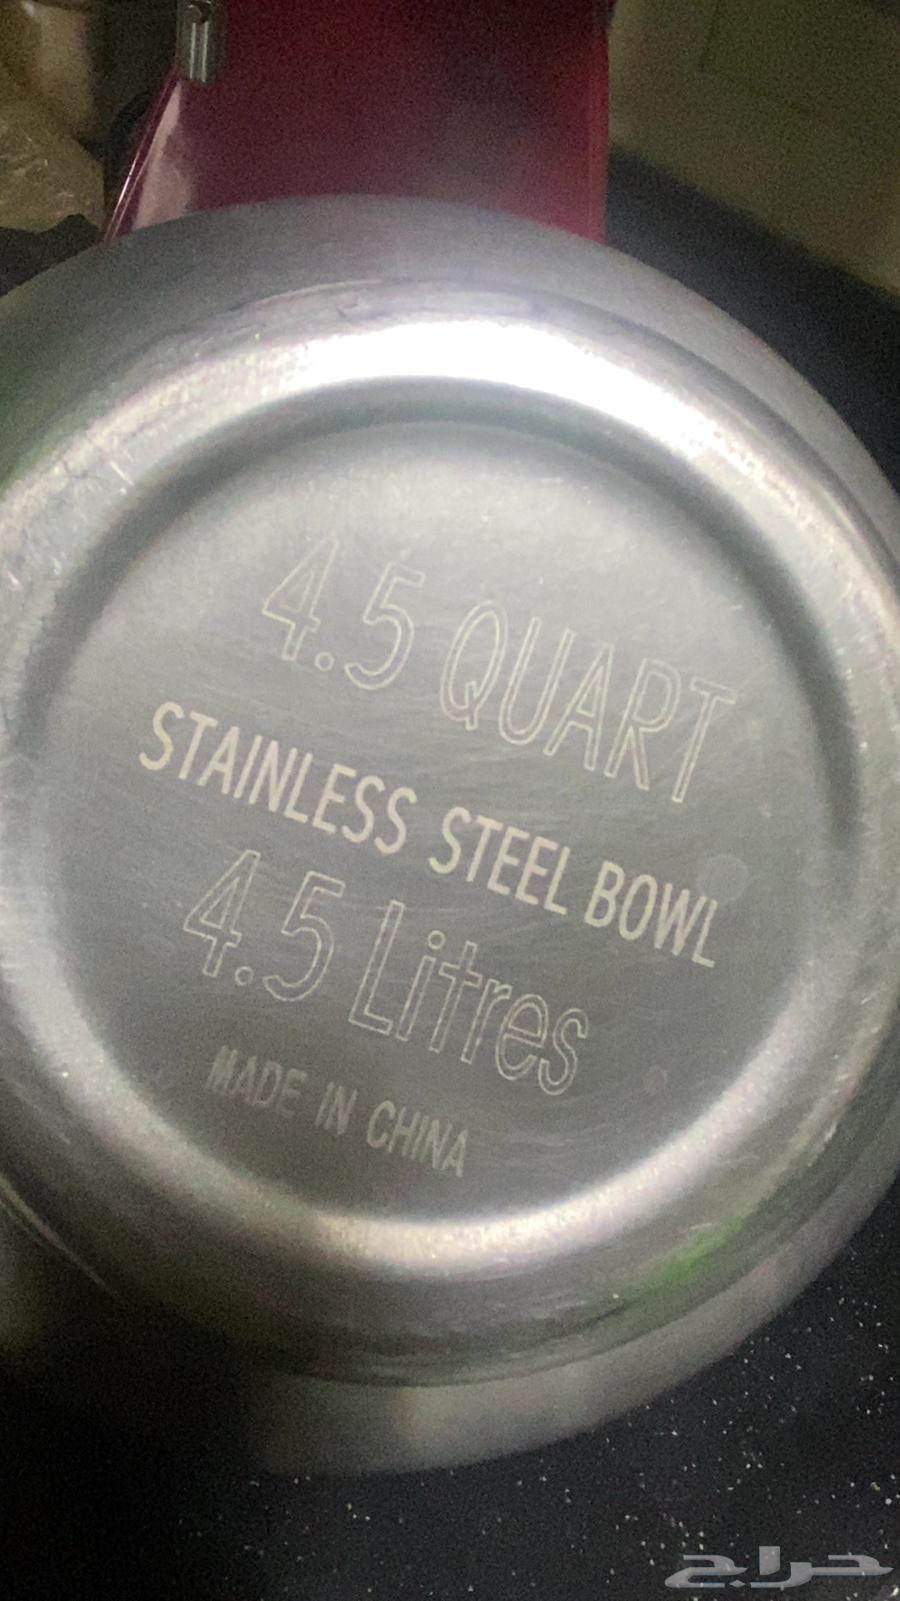 4.5 QUART
STAINLESS STEEL BOWL
4.5 Litres
MADE IN CHINA
حراج